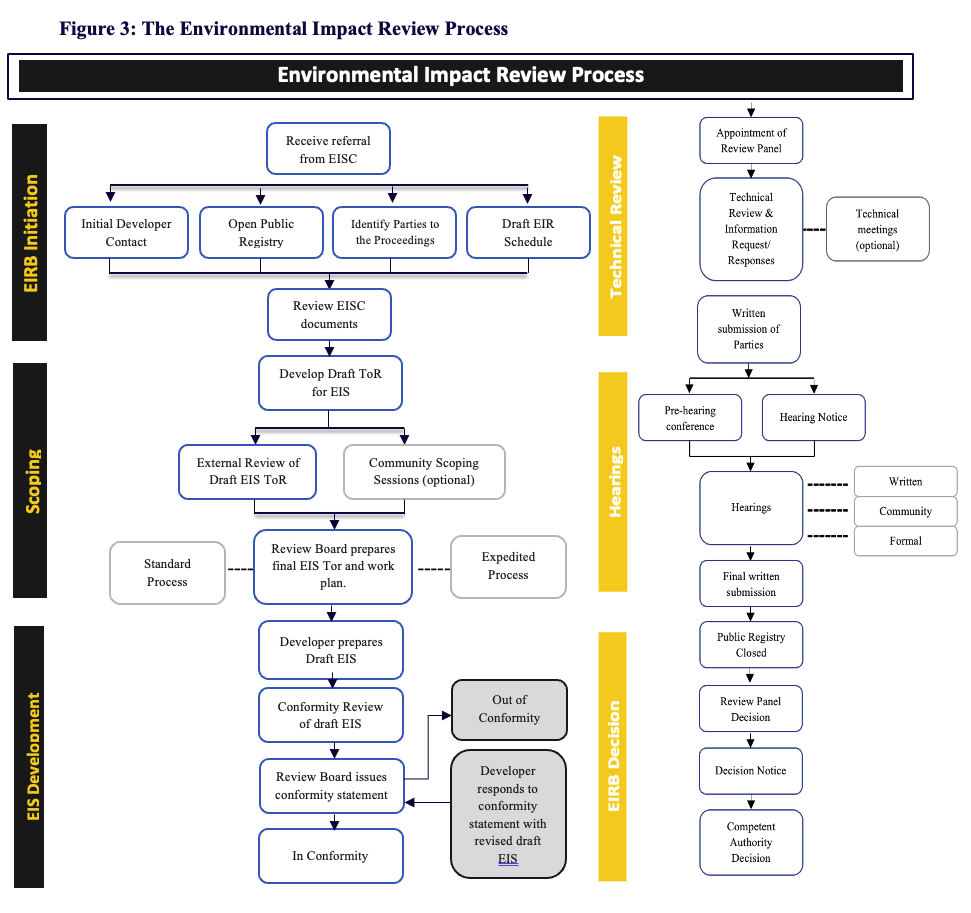 Figure 3: The Environmental Impact Review Process
Environmental Impact Review Process
EIRB Initiation
Receive referral
from EISC
Initial Developer
Contact
Open Public
Registry
Identify Parties to
the Proceedings
Draft EIR
Schedule
Review EISC
documents
Scoping
Develop Draft ToR
for EIS
External Review of
Draft EIS ToR
Community Scoping
Sessions (optional)
Standard
Process
Review Board prepares
final EIS Tor and work
plan.
Expedited
Process
EIS Development
Developer prepares
Draft EIS
Conformity Review
of draft EIS
Out of
Conformity
Review Board issues
conformity statement
Developer
responds to
conformity
statement with
revised draft
EIS
In Conformity
Technical Review
Appointment of
Review Panel
Technical
Review &
Information
Request/
Responses
Technical
meetings
(optional)
Written
submission of
Parties
Hearings
Pre-hearing
conference
Hearing Notice
Hearings
Written
Community
Formal
Final written
submission
EIRB Decision
Public Registry
Closed
Review Panel
Decision
Decision Notice
Competent
Authority
Decision